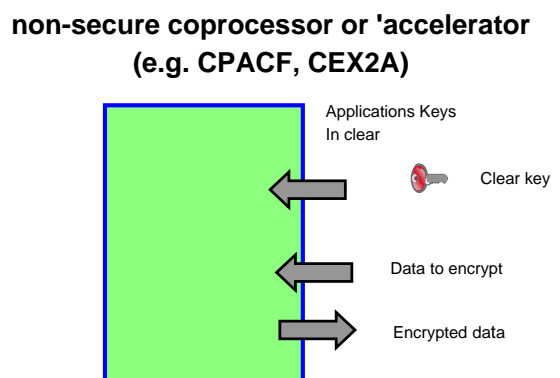 non-secure coprocessor or 'accelerator
(e.g. CPACF, CEX2A)
Applications Keys
In clear
Clear key
Data to encrypt
Encrypted data